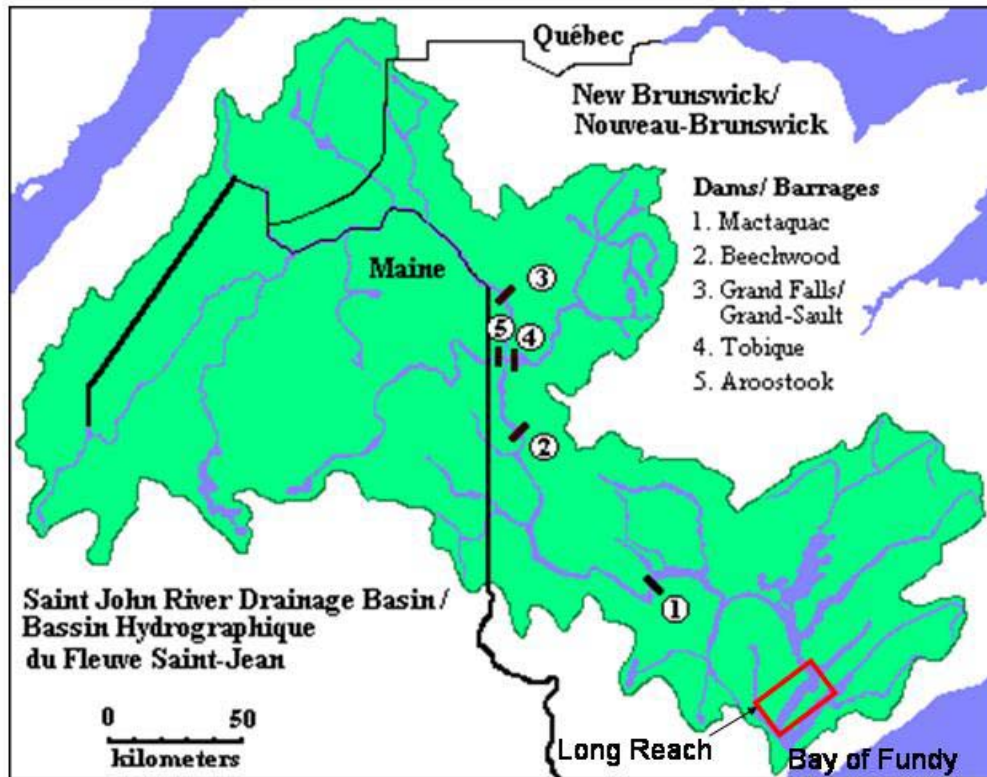 Québec
New Brunswick/
Nouveau-Brunswick
Dams/ Barrages
1. Mactaquac
2. Beechwood
3. Grand Falls/
Grand-Sault
4. Tobique
5. Aroostook
Maine
3
5
4
2
1
Saint John River Drainage Basin /
Bassin Hydrographique
du Fleuve Saint-Jean
0 50
kilometers
Long Reach
Bay of Fundy